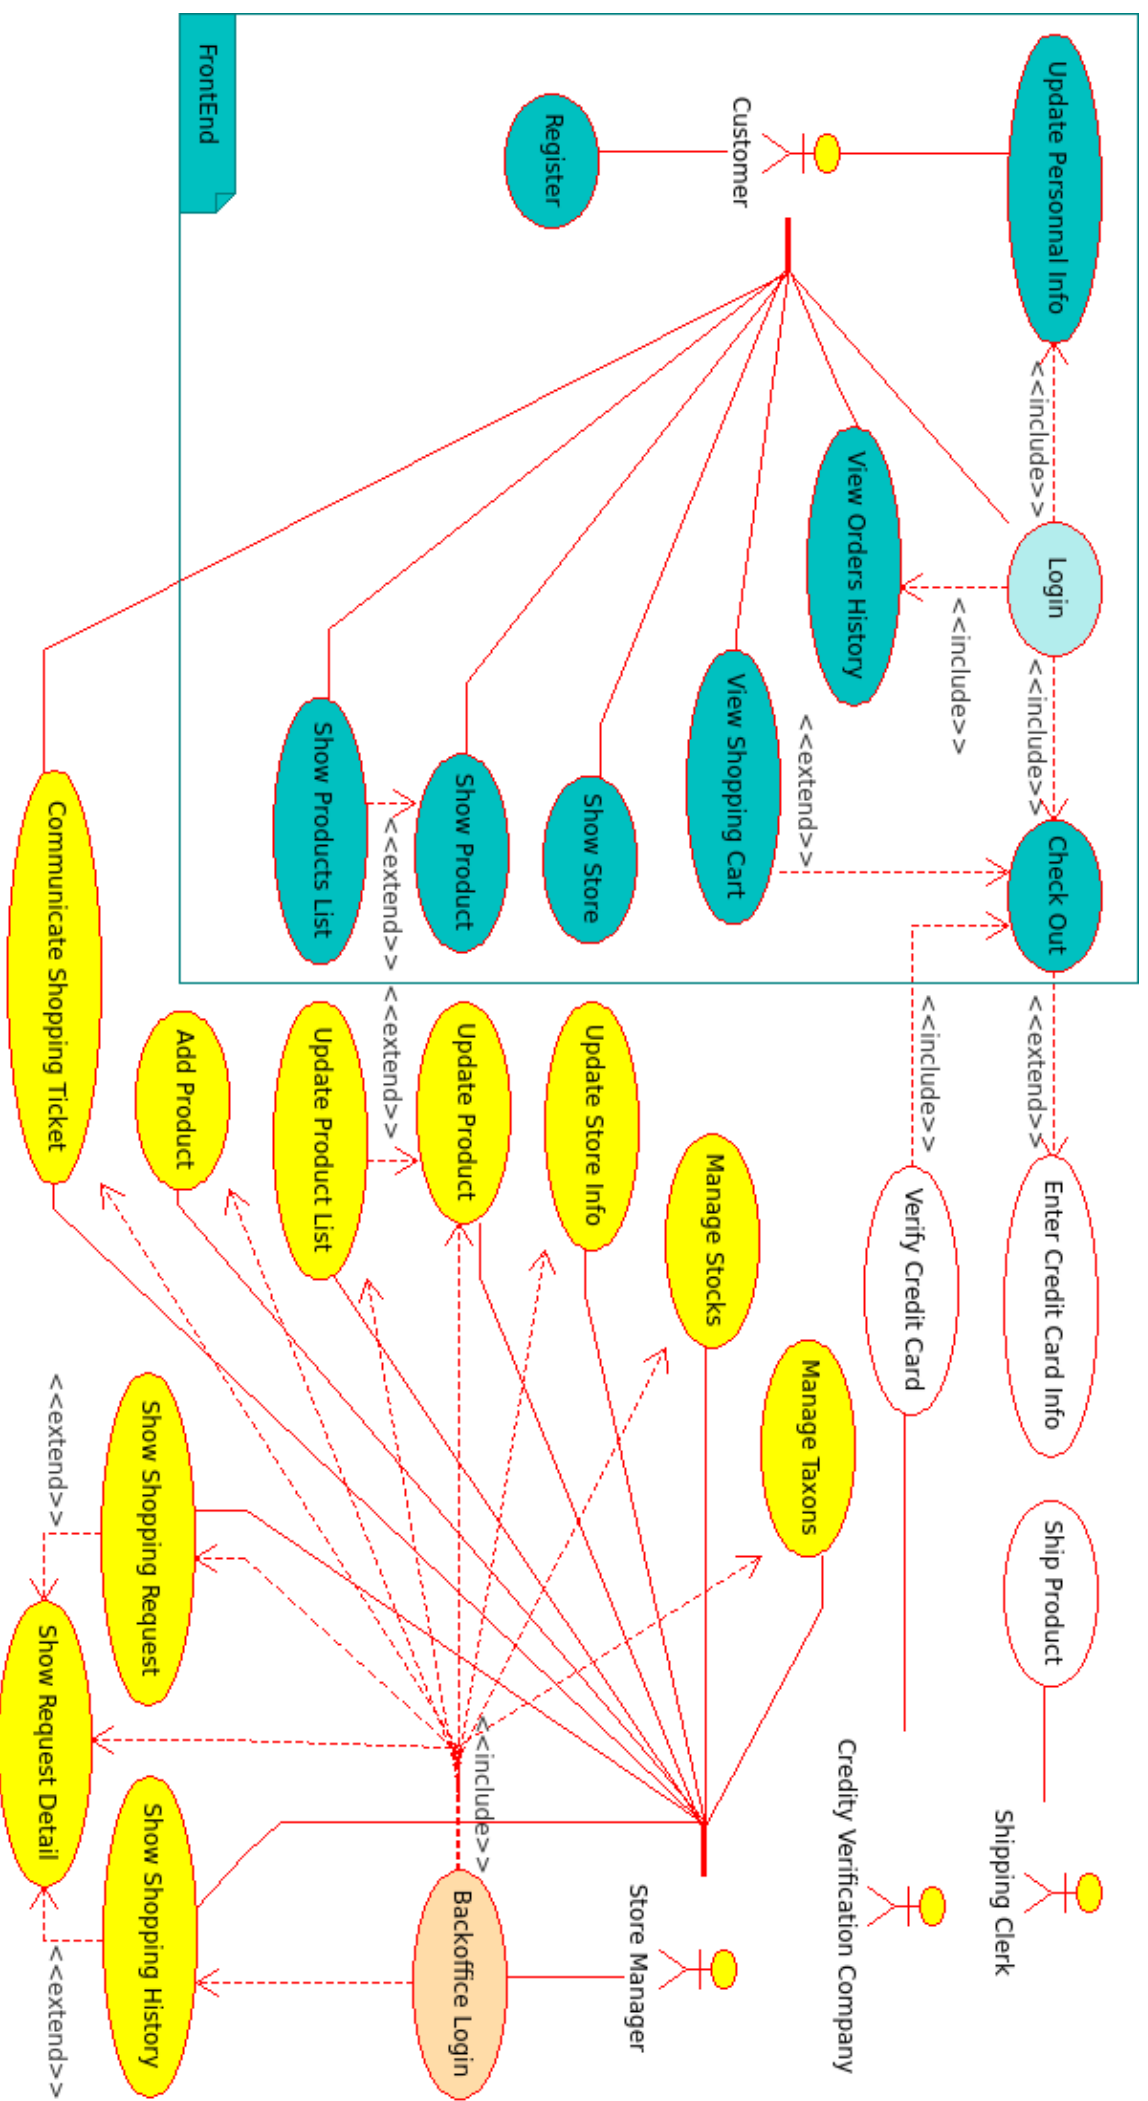 Update Personnal Info
<<include>>
Login
<<include>>
Check Out
<<extend>>
Enter Credit Card Info
Ship Product
Shipping Clerk
<<include>>
<<include>>
Verify Credit Card
Credity Verification Company
View Orders History
<<extend>>
Manage Taxons
Customer
View Shopping Cart
Manage Stocks
Store Manager
Register
Show Store
Update Store Info
Show Product
Update Product
<<include>>
Backoffice Login
<<extend>>
<<extend>>
Show Products List
Update Product List
FrontEnd
Add Product
Show Shopping Request
Show Shopping History
Communicate Shopping Ticket
<<extend>>
Show Request Detail
<<extend>>